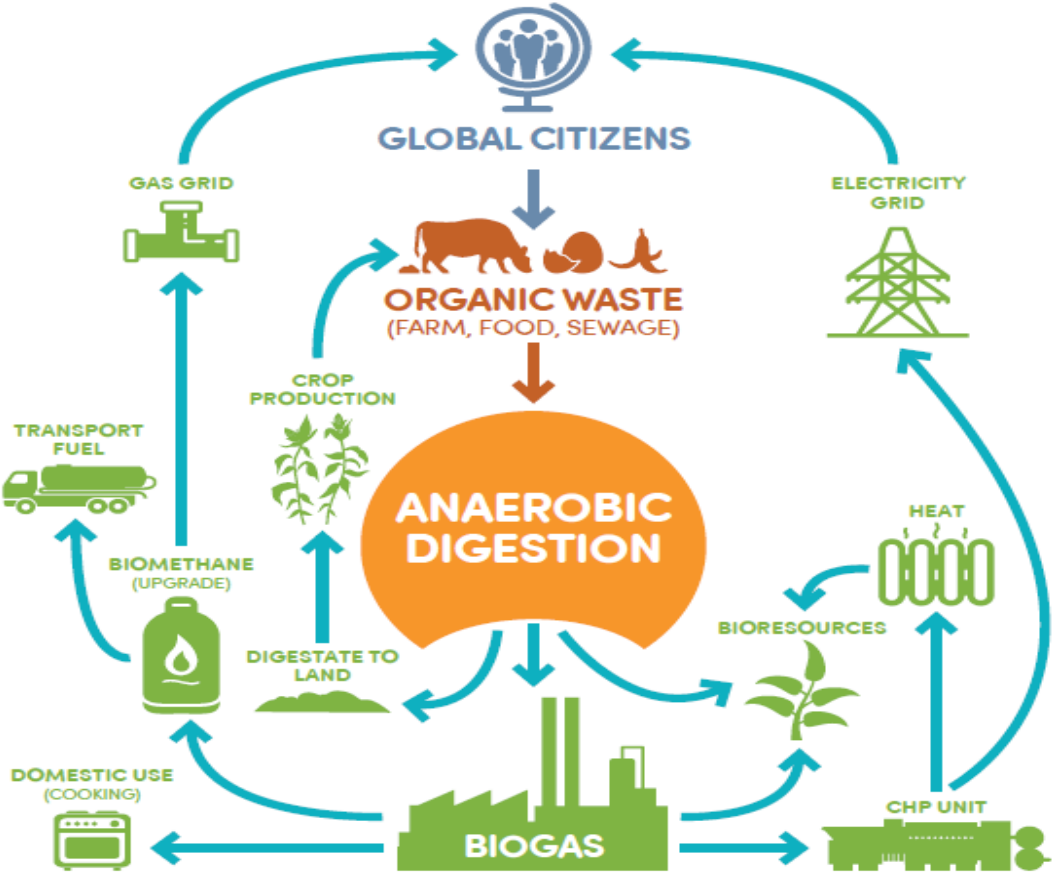 GLOBAL CITIZENS
GAS GRID
ELECTRICITY
GRID
ORGANIC WASTE
(FARM, FOOD, SEWAGE)
CROP
PRODUCTION
TRANSPORT
FUEL
ANAEROBIC
DIGESTION
HEAT
BIOMETHANE
(UPGRADE)
BIORESOURCES
DIGESTATE TO
LAND
DOMESTIC USE
(COOKING)
CHP UNIT
BIOGAS